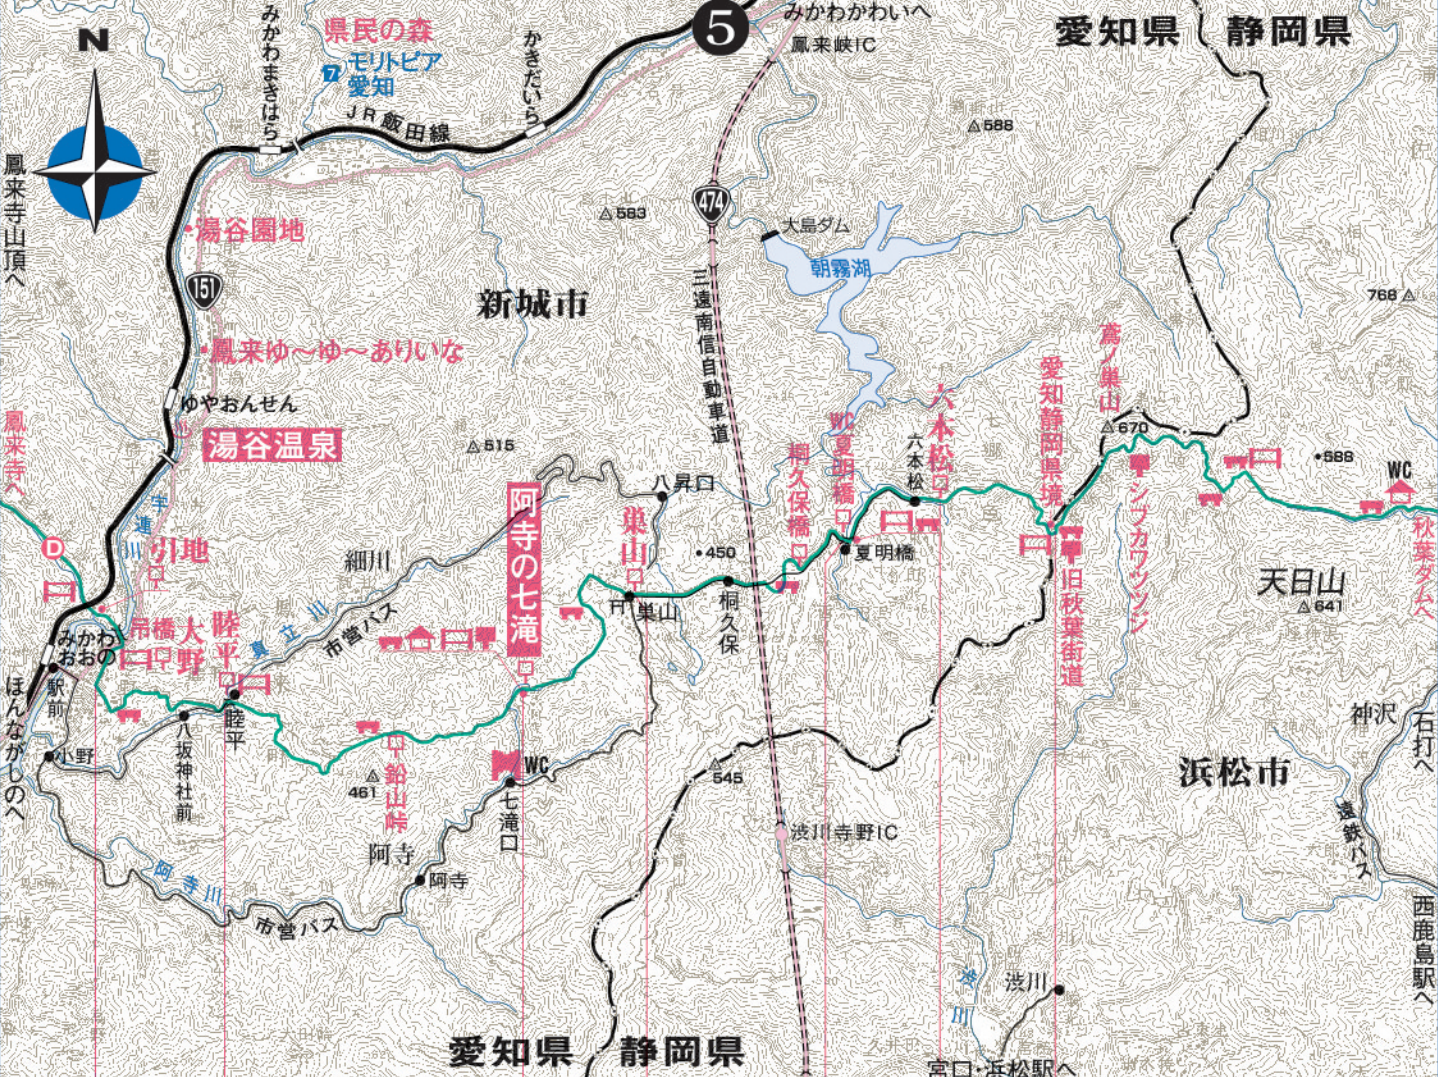 N
みかわまきはら
県民の森
7
モリトピア
愛知
かきだいら
5
みかわかわいへ
鳳来峡IC
愛知県
静岡県
JR飯田線
588
鳳来寺山頂へ
474
583
湯谷園地
大島ダム
朝霧湖
151
新城市
三遠南信自動車道
768
鳳来ゆ～ゆ～ありいな
ゆやおんせん
湯谷温泉
鳳来寺へ
515
WC
夏明橋
桐久保橋
六本松
六本松
愛知静岡県境
鳶ノ巣山
670
588
WC
秋葉ダムへ
シブカワツツジ
八昇口
巣山
阿寺の七滝
宇連川
引地
D
細川
450
夏明橋
天日山
641
旧秋葉街道
吊橋
大野
睦平
真立川
市営バス
巣山
桐久保
みかわおおの
駅前
ほんながしのへ
小野
八坂神社前
睦平
461
鉛山峠
WC
七滝口
545
神沢
石打へ
浜松市
遠鉄バス
渋川寺野IC
阿寺
阿寺
阿寺川
市営バス
西鹿島駅へ
渋川
渋川
愛知県
静岡県
宮口・浜松駅へ